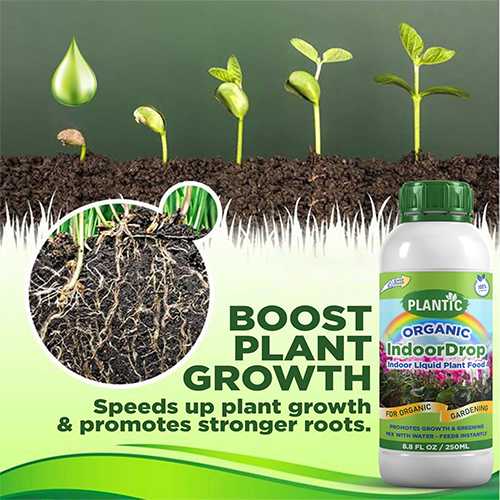 BOOST
PLANT
GROWTH
Speeds up plant growth
& promotes stronger roots.
PLANTIC
ORGANIC
IndoorDrop
Indoor Liquid Plant Food
FOR ORGANIC GARDENING
PROMOTES GROWTH & GREENING
MIX WITH WATER - FEEDS INSTANTLY
8.8 FL OZ / 250ML